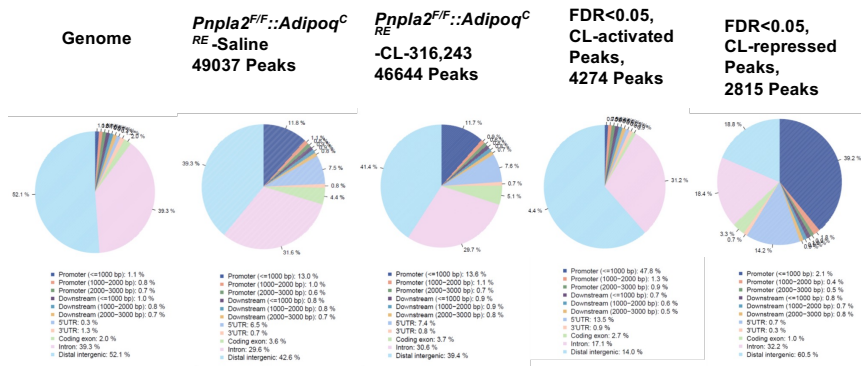 Genome
Pnpla2F/F::AdipoqC
RE -Saline
49037 Peaks
Pnpla2F/F::AdipoqC
RE
-CL-316,243
46644 Peaks
FDR<0.05,
CL-activated
Peaks,
4274 Peaks
FDR<0.05,
CL-repressed
Peaks,
2815 Peaks
2.0 %
39.3 %
52.1 %
Promoter (<=1000 bp): 1.1 %
Promoter (1000-2000 bp): 0.8 %
Promoter (2000-3000 bp): 0.7 %
Downstream (<=1000 bp): 1.0 %
Downstream (1000-2000 bp): 0.8 %
Downstream (2000-3000 bp): 0.7 %
5'UTR: 0.3 %
3'UTR: 1.3 %
Coding exon: 2.0 %
Intron: 39.3 %
Distal intergenic: 52.1 %
11.8 %
1.1 %
7.5 %
0.8 %
4.4 %
31.6 %
39.3 %
Promoter (<=1000 bp): 13.0 %
Promoter (1000-2000 bp): 1.0 %
Promoter (2000-3000 bp): 0.6 %
Downstream (<=1000 bp): 0.8 %
Downstream (1000-2000 bp): 0.8 %
Downstream (2000-3000 bp): 0.7 %
5'UTR: 6.5 %
3'UTR: 0.7 %
Coding exon: 3.6 %
Intron: 29.6 %
Distal intergenic: 42.6 %
11.7 %
7.6 %
0.7 %
5.1 %
29.7 %
41.4 %
Promoter (<=1000 bp): 13.6 %
Promoter (1000-2000 bp): 1.1 %
Promoter (2000-3000 bp): 0.7 %
Downstream (<=1000 bp): 0.9 %
Downstream (1000-2000 bp): 0.9 %
Downstream (2000-3000 bp): 0.8 %
5'UTR: 7.4 %
3'UTR: 0.8 %
Coding exon: 3.7 %
Intron: 30.6 %
Distal intergenic: 39.4 %
31.2 %
4.4 %
Promoter (<=1000 bp): 47.8 %
Promoter (1000-2000 bp): 1.3 %
Promoter (2000-3000 bp): 0.9 %
Downstream (<=1000 bp): 0.7 %
Downstream (1000-2000 bp): 0.6 %
Downstream (2000-3000 bp): 0.5 %
5'UTR: 13.5 %
3'UTR: 0.9 %
Coding exon: 2.7 %
Intron: 17.1 %
Distal intergenic: 14.0 %
18.8 %
39.2 %
18.4 %
3.3 %
0.7 %
14.2 %
Promoter (<=1000 bp): 2.1 %
Promoter (1000-2000 bp): 0.4 %
Promoter (2000-3000 bp): 0.5 %
Downstream (<=1000 bp): 0.8 %
Downstream (1000-2000 bp): 0.7 %
Downstream (2000-3000 bp): 0.8 %
5'UTR: 0.7 %
3'UTR: 0.3 %
Coding exon: 1.0 %
Intron: 32.2 %
Distal intergenic: 60.5 %